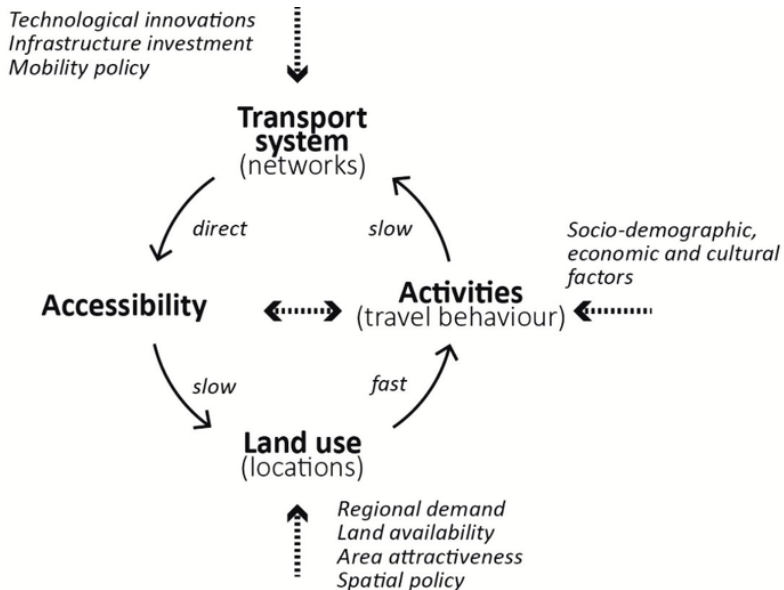 Technological innovations
Infrastructure investment
Mobility policy
Transport
system
(networks)
direct
slow
Socio-demographic,
economic and cultural
factors
Accessibility
Activities
(travel behaviour)
slow
fast
Land use
(locations)
Regional demand
Land availability
Area attractiveness
Spatial policy